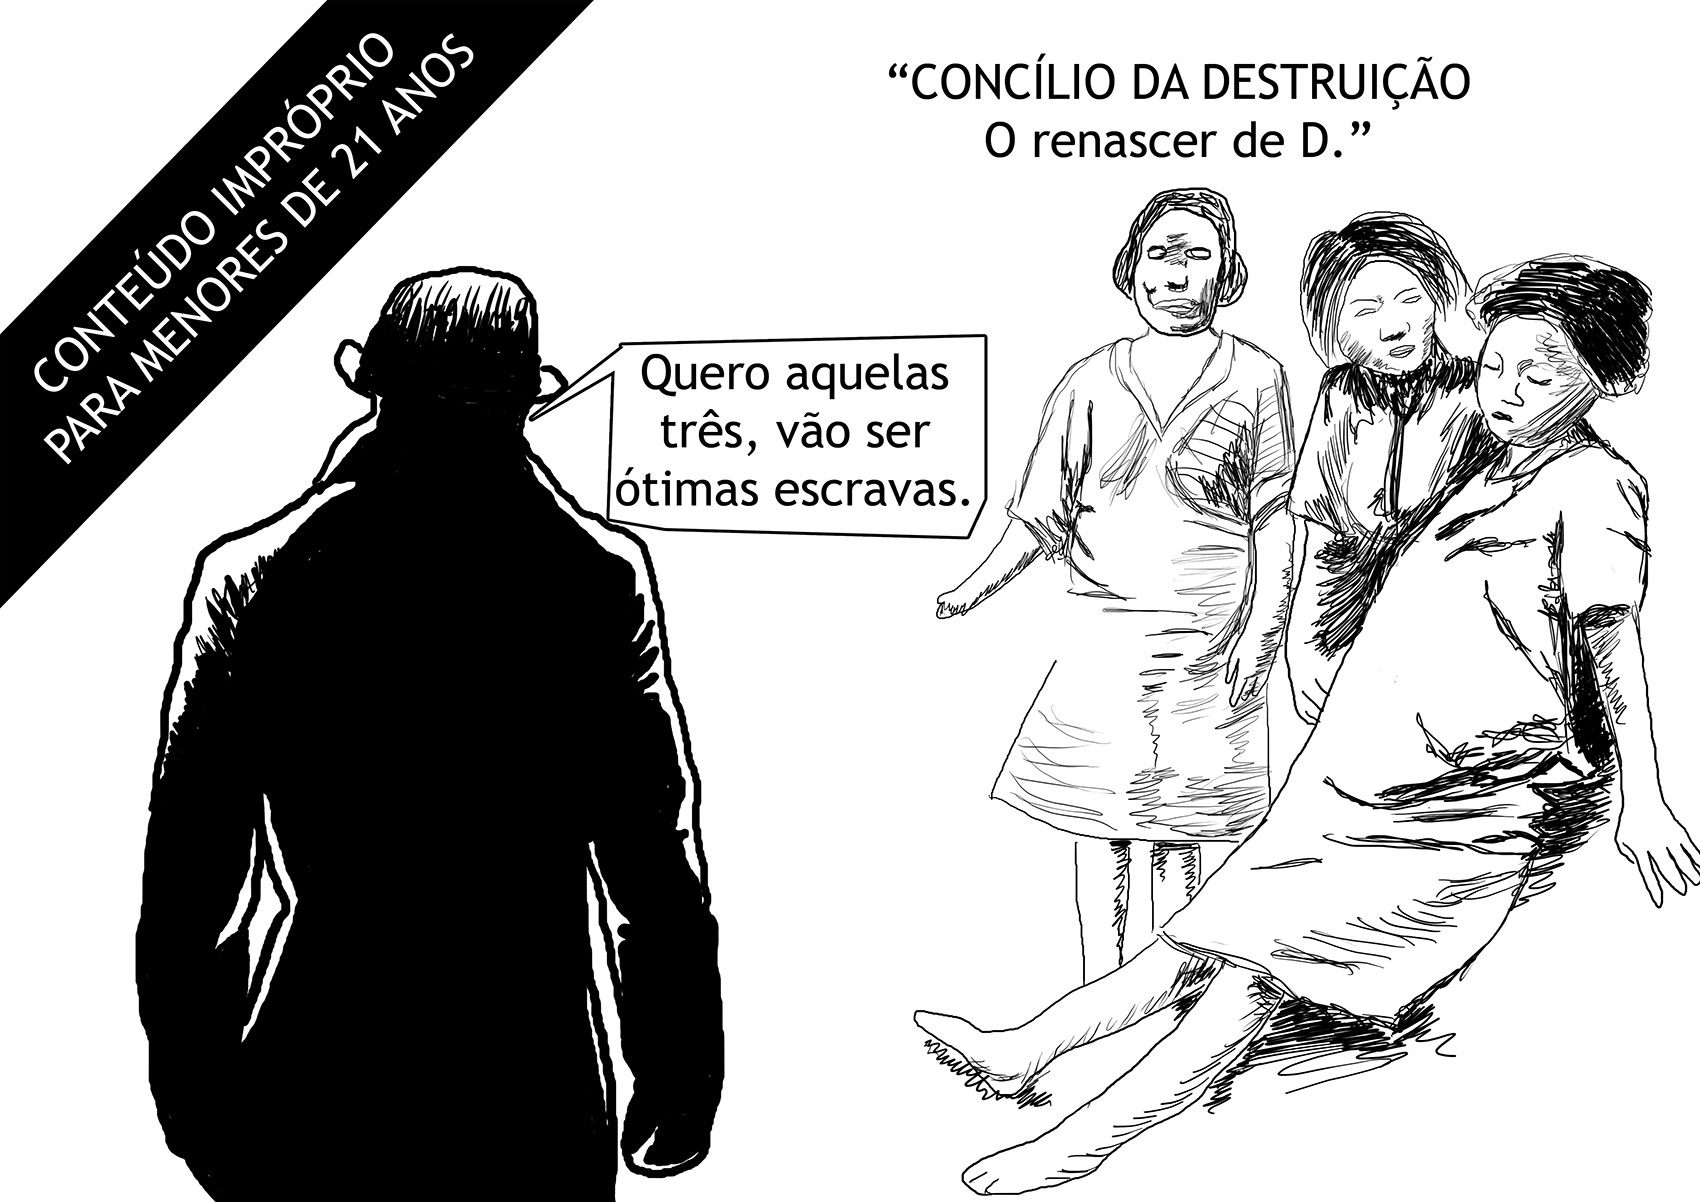 CONTEÚDO IMPRÓPRIO
PARA MENORES DE 21 ANOS
“CONCÍLIO DA DESTRUIÇÃO
O renascer de D.”
Quero aquelas
três, vão ser
ótimas escravas.